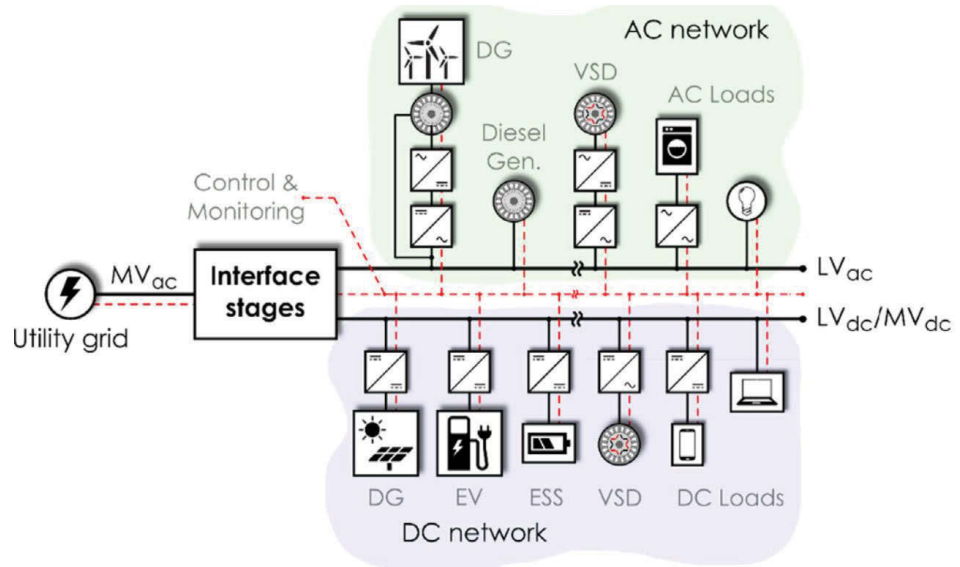 AC network
DG
VSD
AC Loads
Diesel
Gen.
Control &
Monitoring
MVac
Interface
stages
LVac
Utility grid
LVdc/MVdc
DG
EV
ESS
VSD
DC Loads
DC network